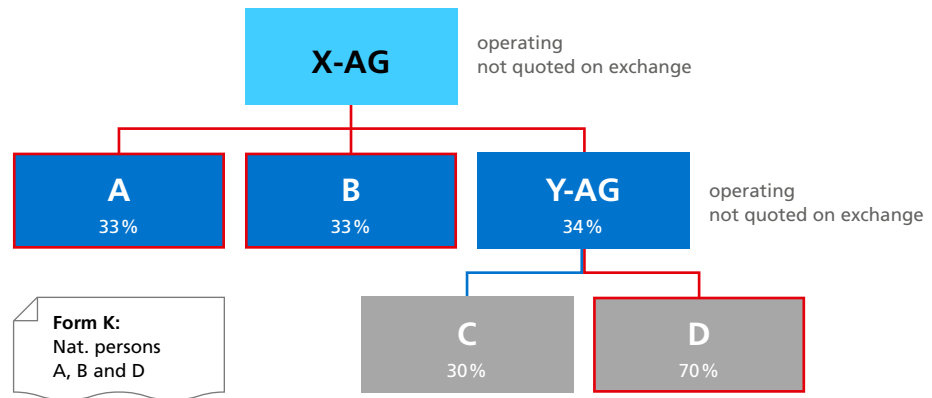 X-AG
operating
not quoted on exchange
A
33 %
B
33 %
Y-AG
34 %
operating
not quoted on exchange
Form K:
Nat. persons
A, B and D
C
30 %
D
70 %